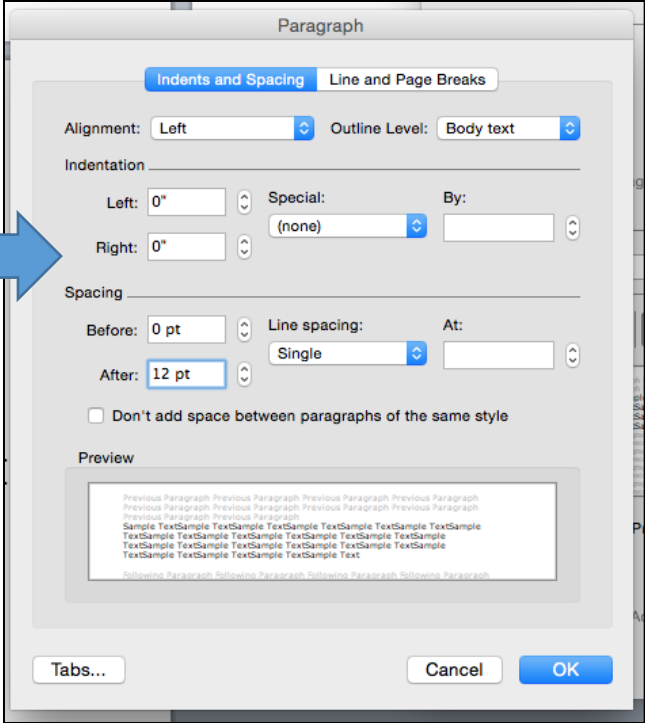 Paragraph
Indents and Spacing Line and Page Breaks
Alignment: Left Outline Level: Body text
Indentation
Left: 0" Special: By:
(none)
Right: 0"
Spacing
Before: 0 pt Line spacing: At:
Single
After: 12 pt
Don't add space between paragraphs of the same style
Preview
Previous Paragraph Previous Paragraph Previous Paragraph Previous Paragraph
Previous Paragraph Previous Paragraph Previous Paragraph Previous Paragraph
Previous Paragraph Previous Paragraph
Sample TextSample TextSample TextSample TextSample TextSample TextSample
TextSample TextSample TextSample TextSample TextSample TextSample
TextSample TextSample TextSample TextSample TextSample TextSample
TextSample TextSample TextSample TextSample Text
Following Paragraph Following Paragraph Following Paragraph Following Paragraph
Tabs... Cancel OK